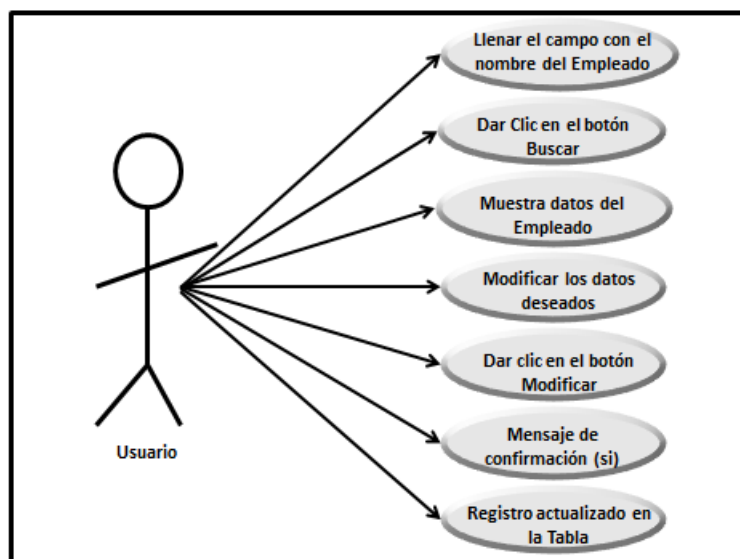 Llenar el campo con el
nombre del Empleado
Dar Clic en el botón
Buscar
Muestra datos del
Empleado
Modificar los datos
deseados
Dar clic en el botón
Modificar
Mensaje de
confirmación (si)
Registro actualizado en
la Tabla
Usuario